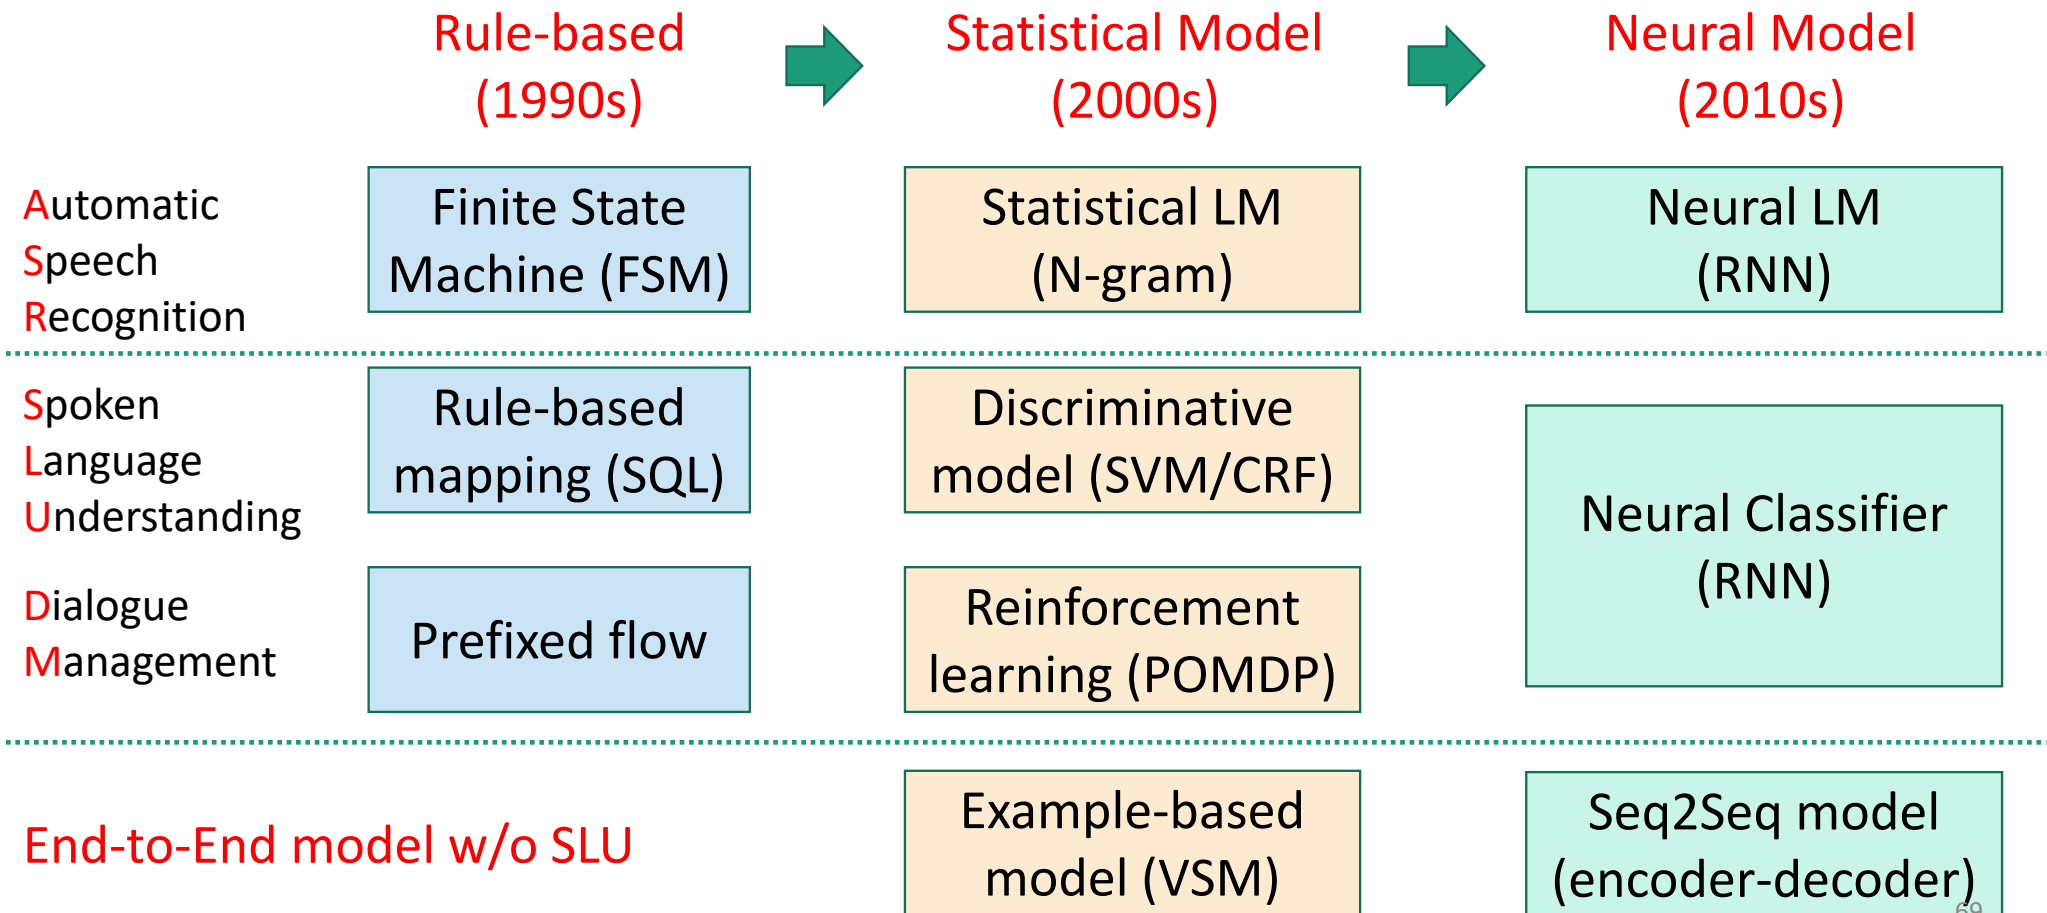 Rule-based
(1990s)
Statistical Model
(2000s)
Neural Model
(2010s)
Automatic
Speech
Recognition
Finite State
Machine (FSM)
Statistical LM
(N-gram)
Neural LM
(RNN)
Spoken
Language
Understanding
Rule-based
mapping (SQL)
Discriminative
model (SVM/CRF)
Neural Classifier
(RNN)
Dialogue
Management
Prefixed flow
Reinforcement
learning (POMDP)
End-to-End model w/o SLU
Example-based
model (VSM)
Seq2Seq model
(encoder-decoder)
69